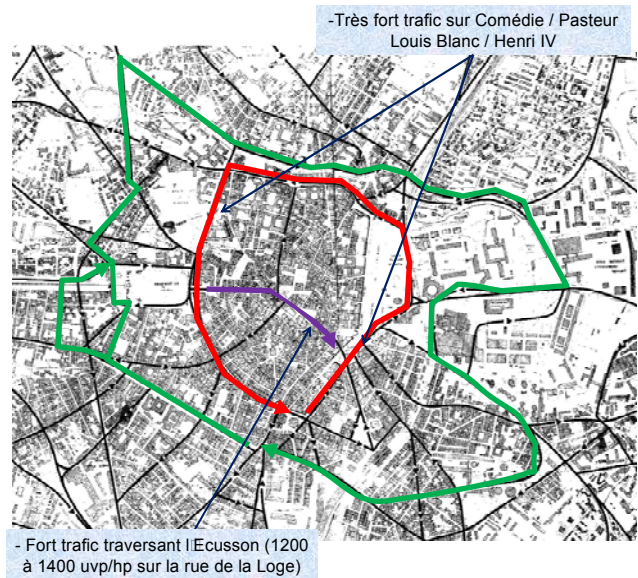 -Très fort trafic sur Comédie / Pasteur
Louis Blanc / Henri IV
- Fort trafic traversant l Ecusson (1200
à 1400 uvp/hp sur la rue de la Loge)